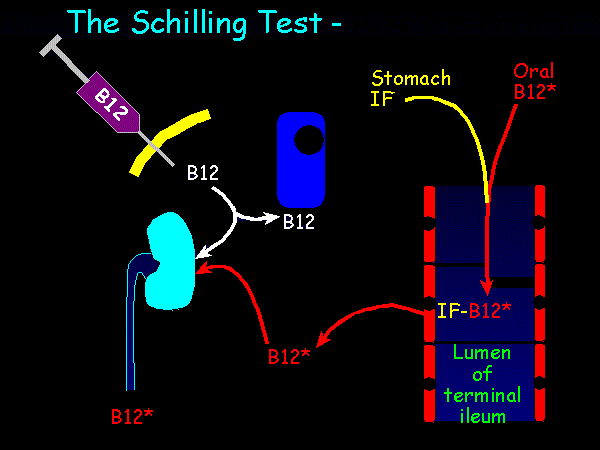 The Schilling Test -
Stomach
IF
Oral
B12*
B12
B12
B12
IF-B12*
B12*
Lumen
of
terminal
ileum
B12*